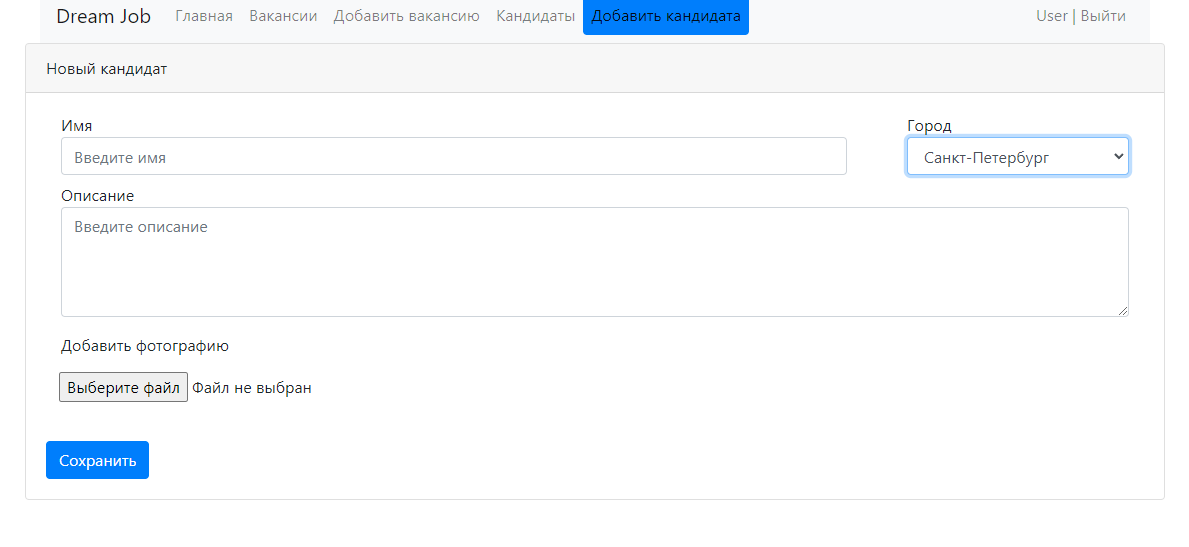 Dream Job Главная Вакансии Добавить вакансию Кандидаты Добавить кандидата User | Выйти
Новый кандидат
Имя Город
Введите имя Санкт-Петербург
Описание
Введите описание
Добавить фотографию
Выберите файл Файл не выбран
Сохранить